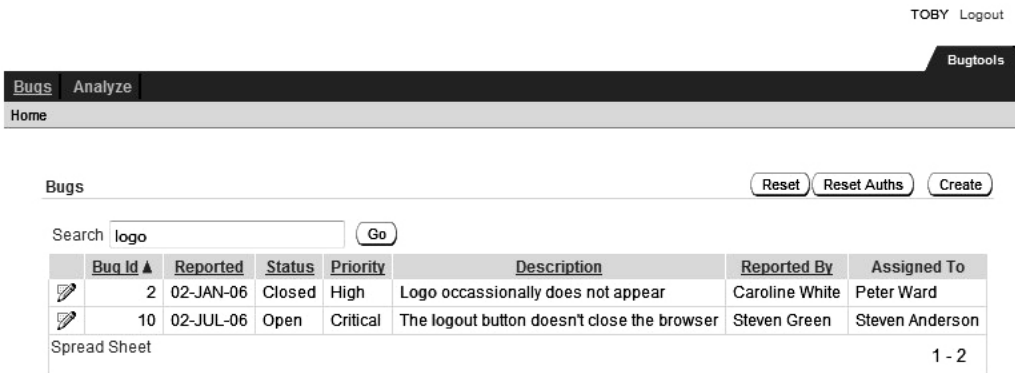 TOBY Logout
Bugtools
Bugs Analyze
Home
Bugs Reset Reset Auths Create
Search logo Go
Bug Id ▲ Reported Status Priority Description Reported By Assigned To
2 02-JAN-06 Closed High Logo occassionally does not appear Caroline White Peter Ward
10 02-JUL-06 Open Critical The logout button doesn't close the browser Steven Green Steven Anderson
Spread Sheet
1 - 2